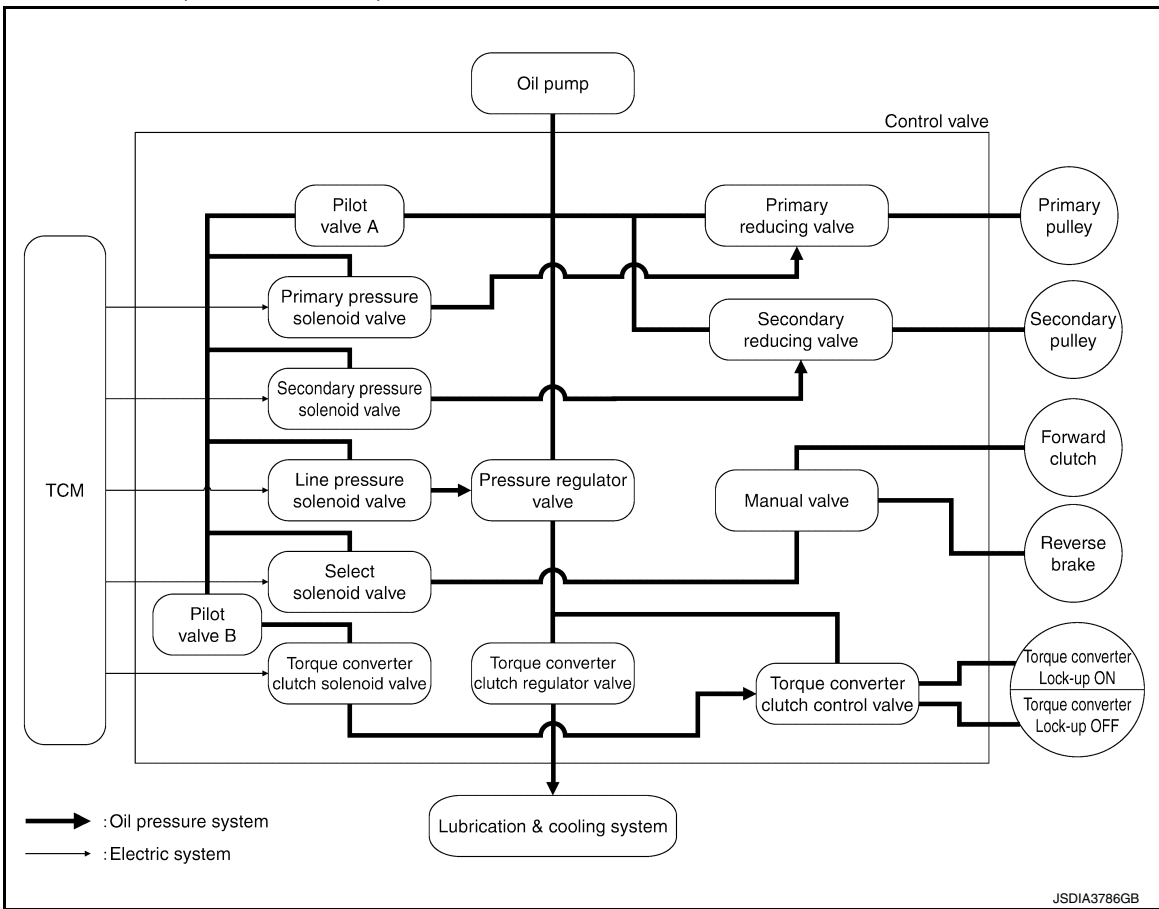 Oil pump
Control valve
Pilot
valve A
Primary
reducing valve
Primary
pulley
Primary pressure
solenoid valve
Secondary
reducing valve
Secondary
pulley
Secondary pressure
solenoid valve
Forward
clutch
TCM
Line pressure
solenoid valve
Pressure regulator
valve
Manual valve
Reverse
brake
Select
solenoid valve
Pilot
valve B
Torque converter
clutch solenoid valve
Torque converter
clutch regulator valve
Torque converter
clutch control valve
Torque converter
Lock-up ON
Torque converter
Lock-up OFF
Lubrication & cooling system
:Oil pressure system
:Electric system
JSDIA3786GB